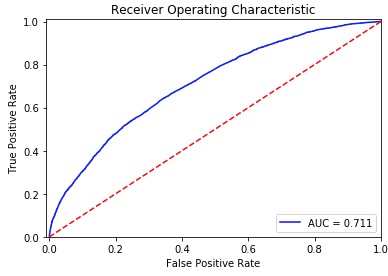 Receiver Operating Characteristic
True Positive Rate
1.0
0.8
0.6
0.4
0.2
0.0
AUC = 0.711
0.0 0.2 0.4 0.6 0.8 1.0
False Positive Rate